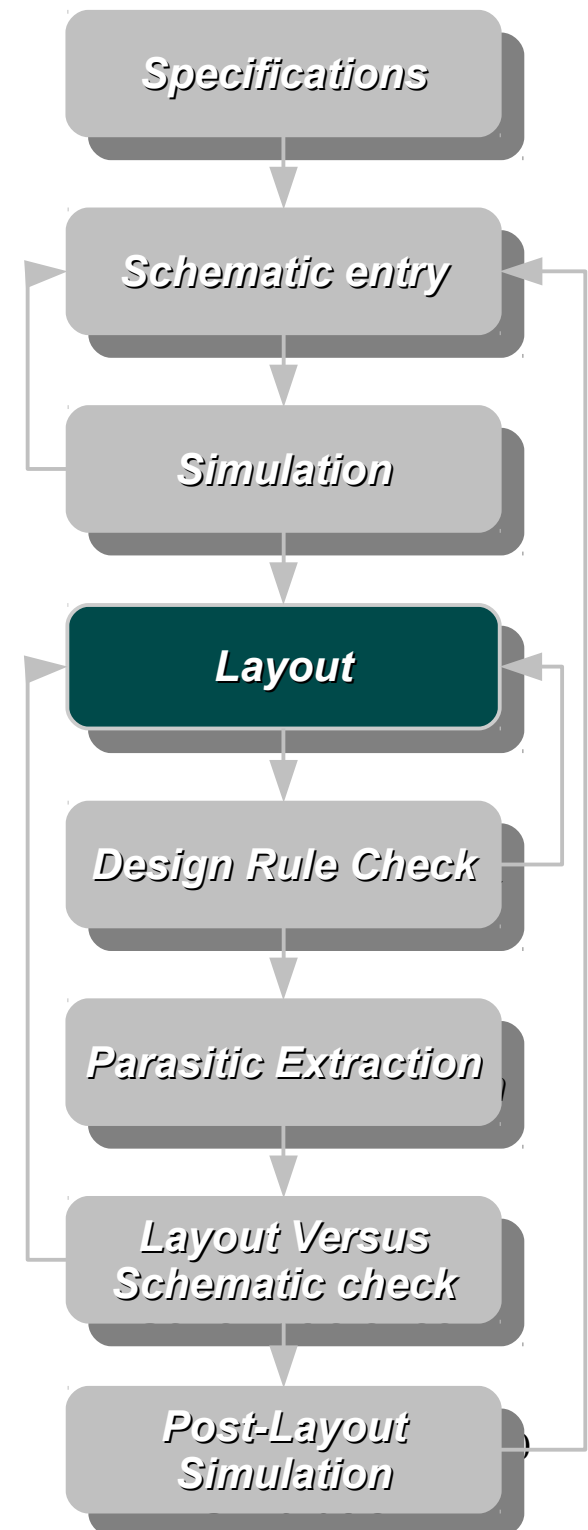 Specifications
Schematic entry
Simulation
Layout
Design Rule Check
Parasitic Extraction
Layout Versus
Schematic check
Post-Layout
Simulation